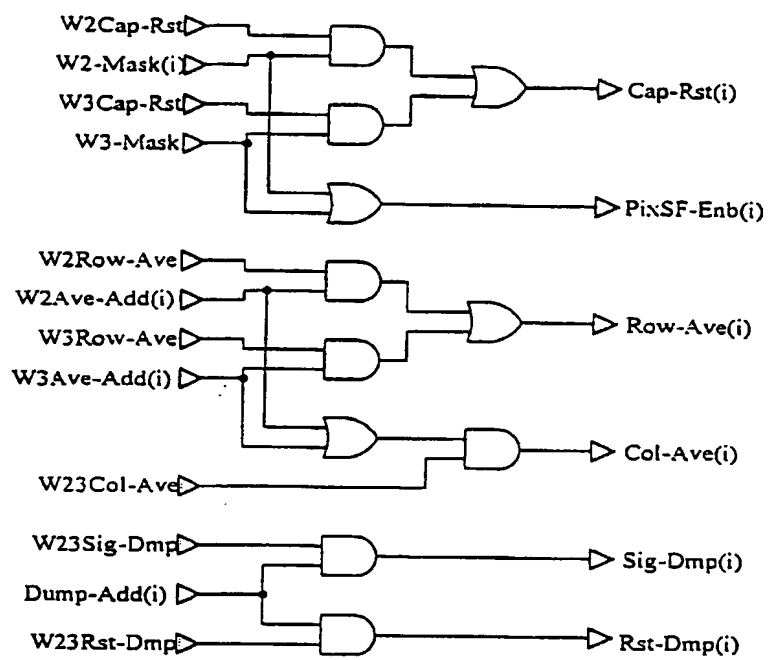 W2Cap-Rst
W2-Mask(i)
W3Cap-Rst
Cap-Rst(i)
W3-Mask
PixSF-Enb(i)
W2Row-Ave
W2Ave-Add(i)
W3Row-Ave
Row-Ave(i)
W3Ave-Add(i)
Col-Ave(i)
W23Col-Ave
W23Sig-Dmp
Sig-Dmp(i)
Dump-Add(i)
W23Rst-Dmp
Rst-Dmp(i)